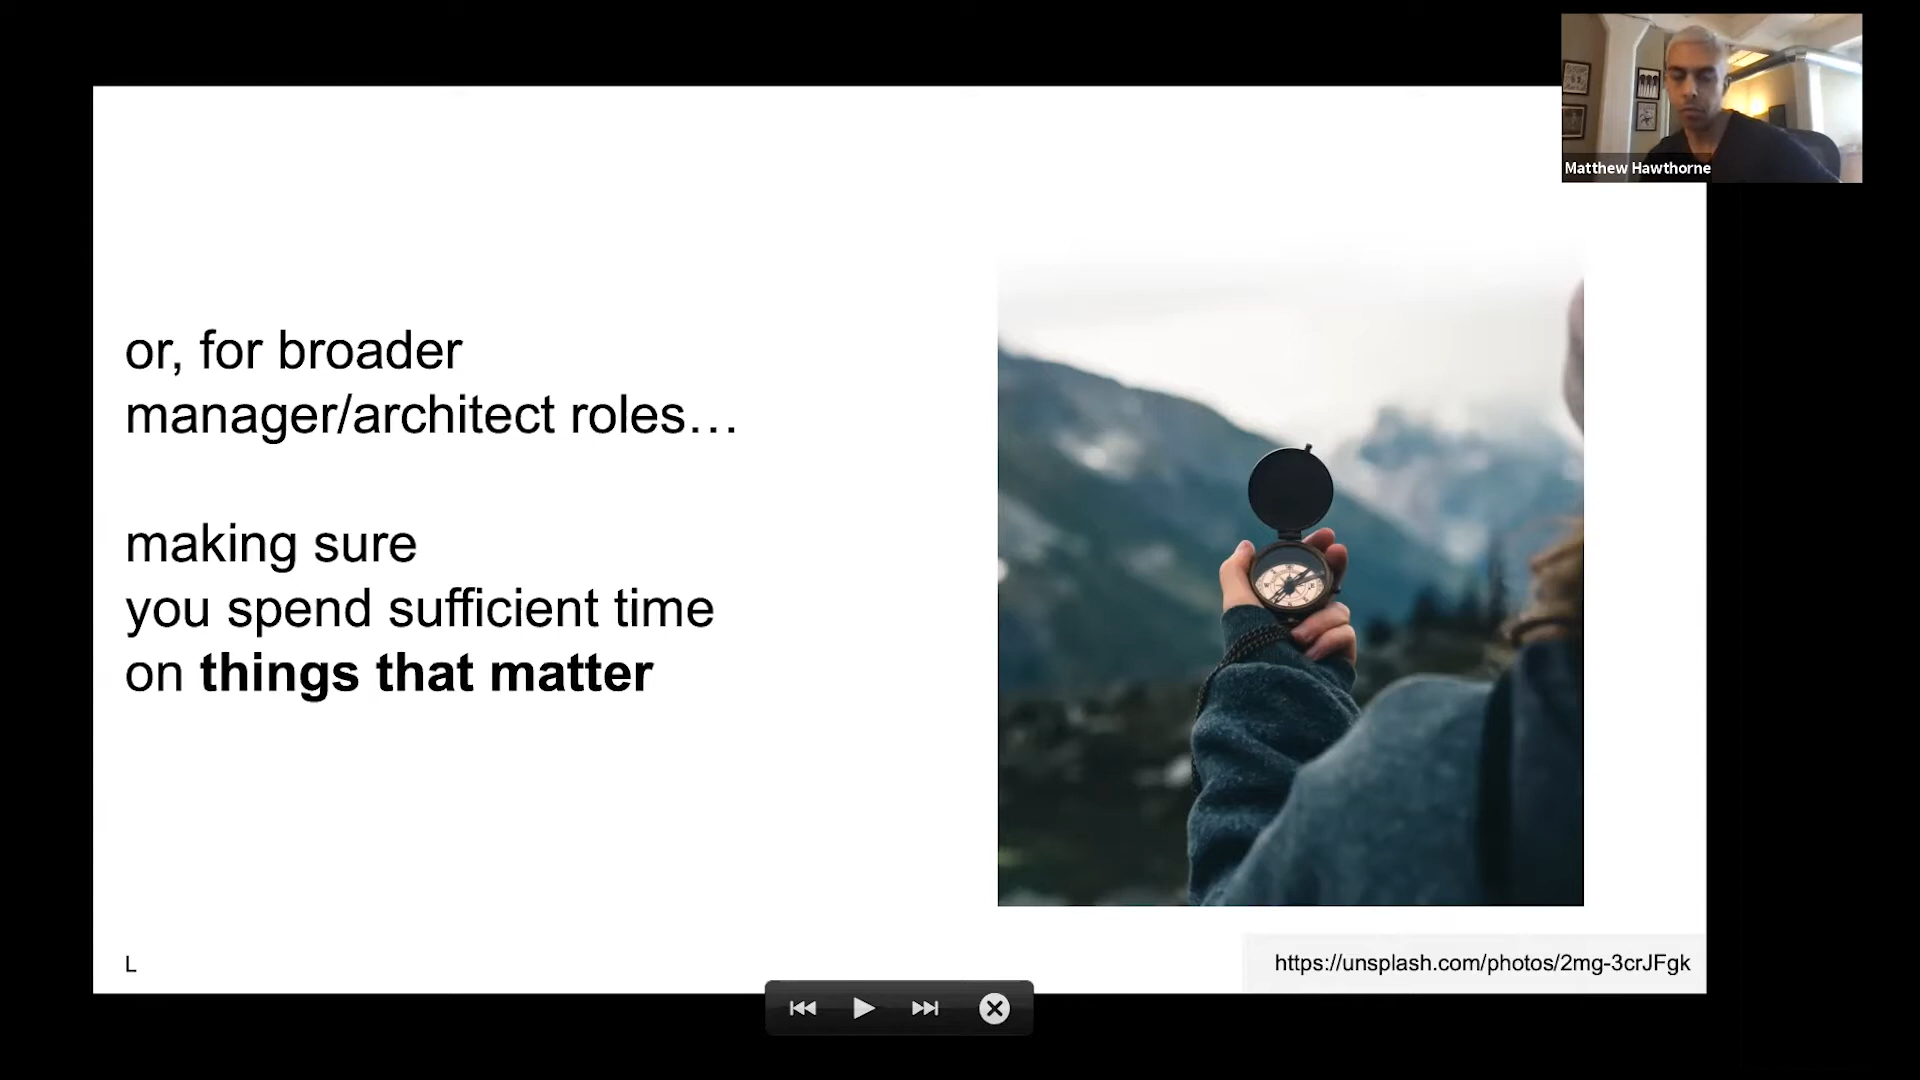 Matthew Hawthorne
or, for broader
manager/architect roles…
making sure
you spend sufficient time
on things that matter
L
https://unsplash.com/photos/2mg-3crJFgk